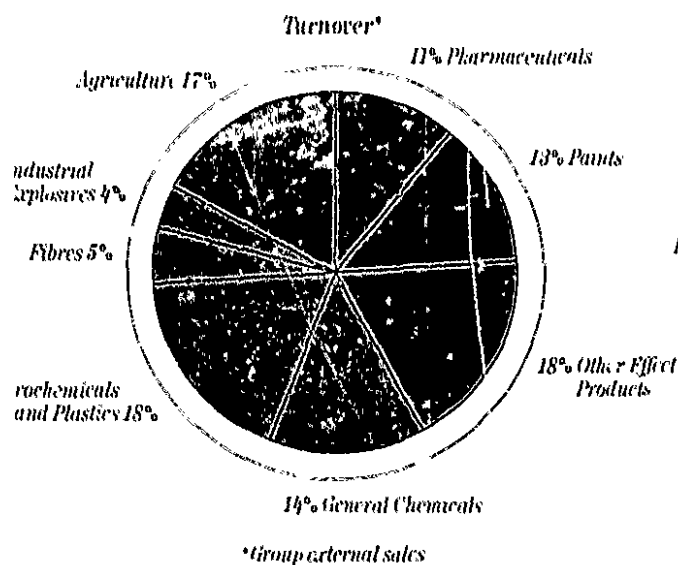 Turnover*
11% Pharmaceuticals
Agriculture 17%
13% Paints
ndustrial
xplosives 4%
Fibres 5%
18% Other Effect
Products
rochemicals
and Plastics 18%
14% General Chemicals
*Group external sales